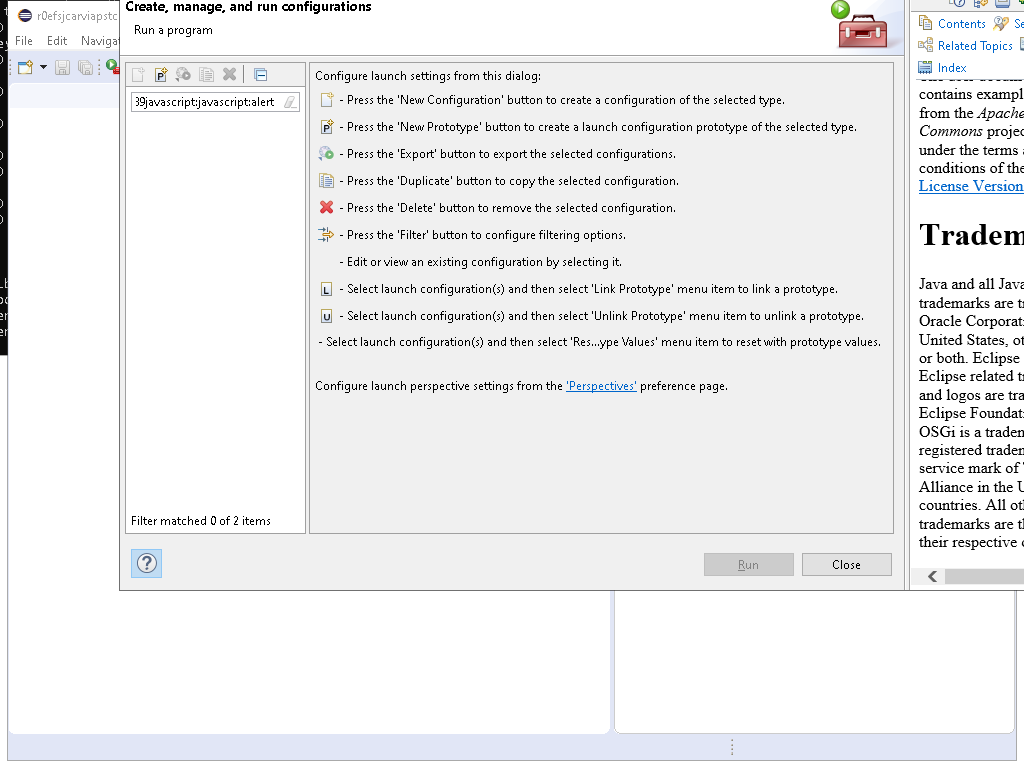 Create, manage, and run configurations
Run a program
r0efsjcarviapstc
File Edit Navigat
39javascript:javascript:alert
Filter matched 0 of 2 items
Configure launch settings from this dialog:
- Press the 'New Configuration' button to create a configuration of the selected type.
- Press the 'New Prototype' button to create a launch configuration prototype of the selected type.
- Press the 'Export' button to export the selected configurations.
- Press the 'Duplicate' button to copy the selected configuration.
- Press the 'Delete' button to remove the selected configuration.
- Press the 'Filter' button to configure filtering options.
- Edit or view an existing configuration by selecting it.
L - Select launch configuration(s) and then select 'Link Prototype' menu item to link a prototype.
U - Select launch configuration(s) and then select 'Unlink Prototype' menu item to unlink a prototype.
- Select launch configuration(s) and then select 'Res...ype Values' menu item to reset with prototype values.
Configure launch perspective settings from the 'Perspectives' preference page.
Run
Close
Contents Se
Related Topics
Index
contains exampl
from the Apache
Commons projec
under the terms a
conditions of the
License Version
Tradem
Java and all Java
trademarks are tr
Oracle Corporati
United States, ot
or both. Eclipse
Eclipse related tr
and logos are tra
Eclipse Foundati
OSGi is a tradem
registered tradem
service mark of
Alliance in the U
countries. All oth
trademarks are th
their respective o